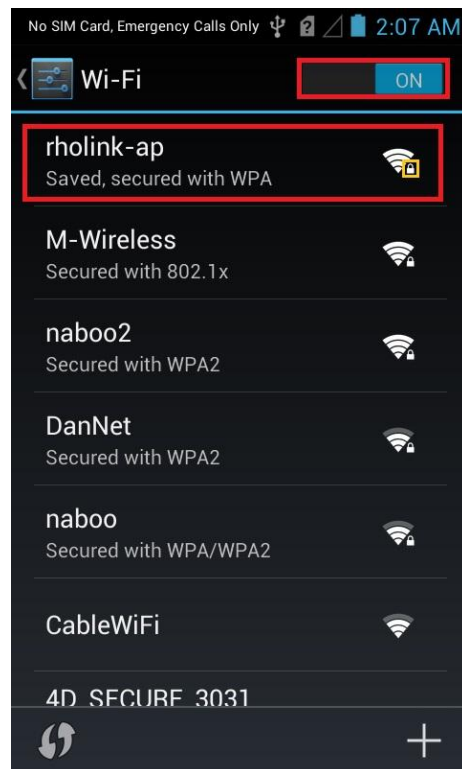 No SIM Card, Emergency Calls Only 2:07 AM
Wi-Fi ON
rholink-ap
Saved, secured with WPA
M-Wireless
Secured with 802.1x
naboo2
Secured with WPA2
DanNet
Secured with WPA2
naboo
Secured with WPA/WPA2
CableWiFi
4D_SECURE_3031